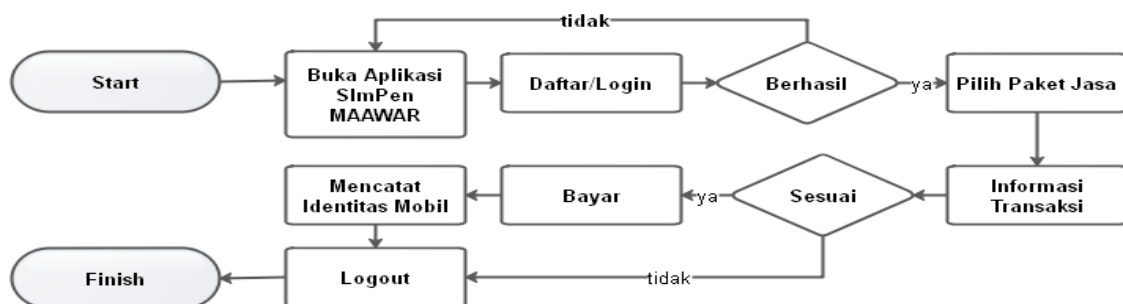 tidak
Start
Buka Aplikasi
SImPen
MAAWAR
Daftar/Login
Berhasil
ya
Pilih Paket Jasa
Mencatat
Identitas Mobil
Bayar
ya
Sesuai
Informasi
Transaksi
Finish
Logout
tidak